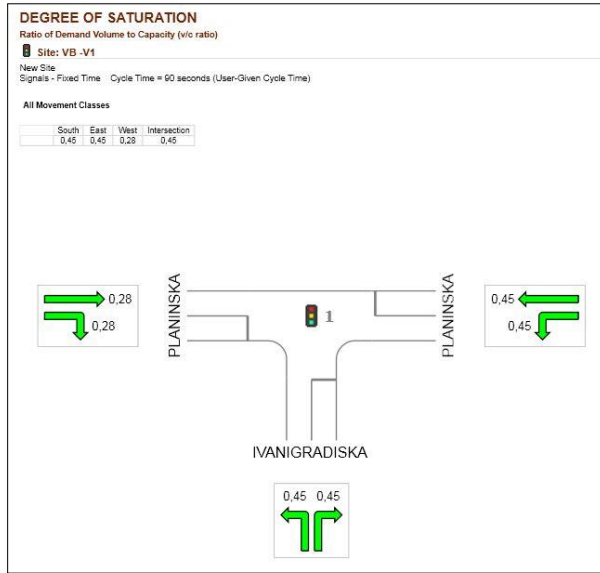 DEGREE OF SATURATION
Ratio of Demand Volume to Capacity (v/c ratio)
Site: VB -V1
New Site
Signals - Fixed Time Cycle Time = 90 seconds (User-Given Cycle Time)
All Movement Classes
South East West Intersection
0,45 0,45 0,28 0,45
PLANINSKA
PLANINSKA
0,28
0,28
1
0,45
0,45
IVANIGRADISKA
0,45 0,45